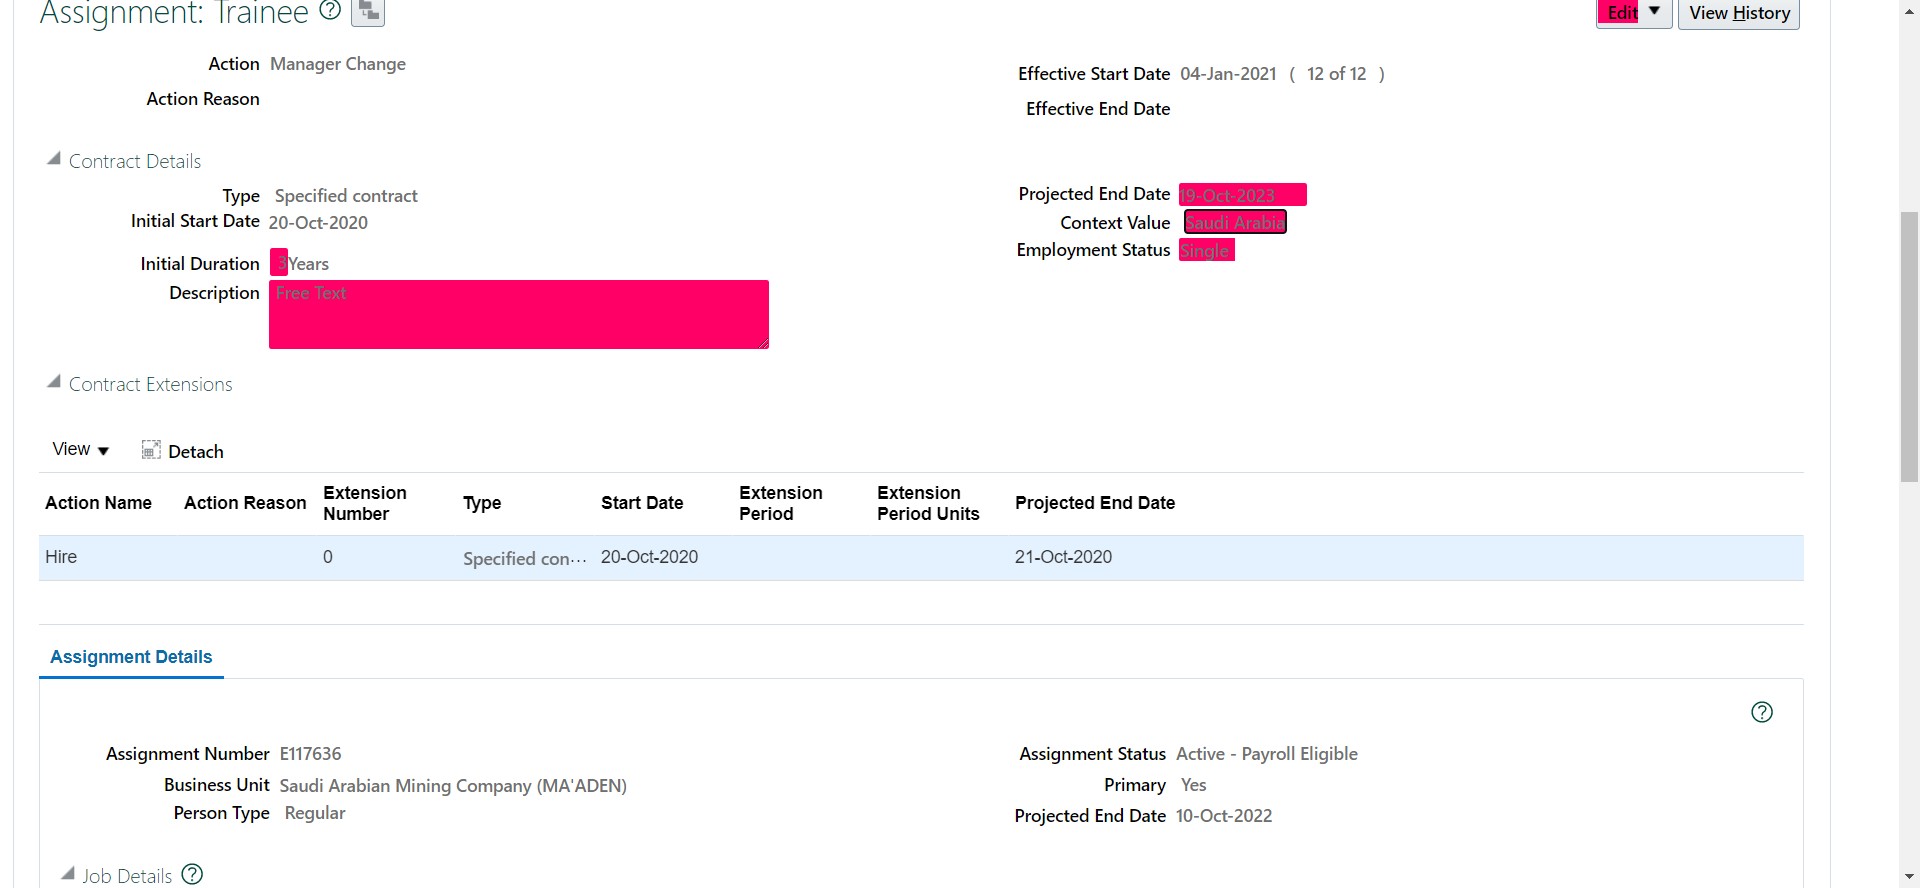 Assignment: Trainee
Edit
View History
Action Manager Change
Action Reason
Effective Start Date 04-Jan-2021 ( 12 of 12 )
Effective End Date
Contract Details
Type Specified contract
Initial Start Date 20-Oct-2020
Initial Duration 3 Years
Description Free Text
Projected End Date 19-Oct-2023
Context Value Saudi Arabia
Employment Status Single
Contract Extensions
View Detach
Action Name Action Reason Extension Number Type Start Date Extension Period Extension Period Units Projected End Date
Hire 0 Specified con... 20-Oct-2020 21-Oct-2020
Assignment Details
Assignment Number E117636
Business Unit Saudi Arabian Mining Company (MA'ADEN)
Person Type Regular
Assignment Status Active - Payroll Eligible
Primary Yes
Projected End Date 10-Oct-2022
Job Details